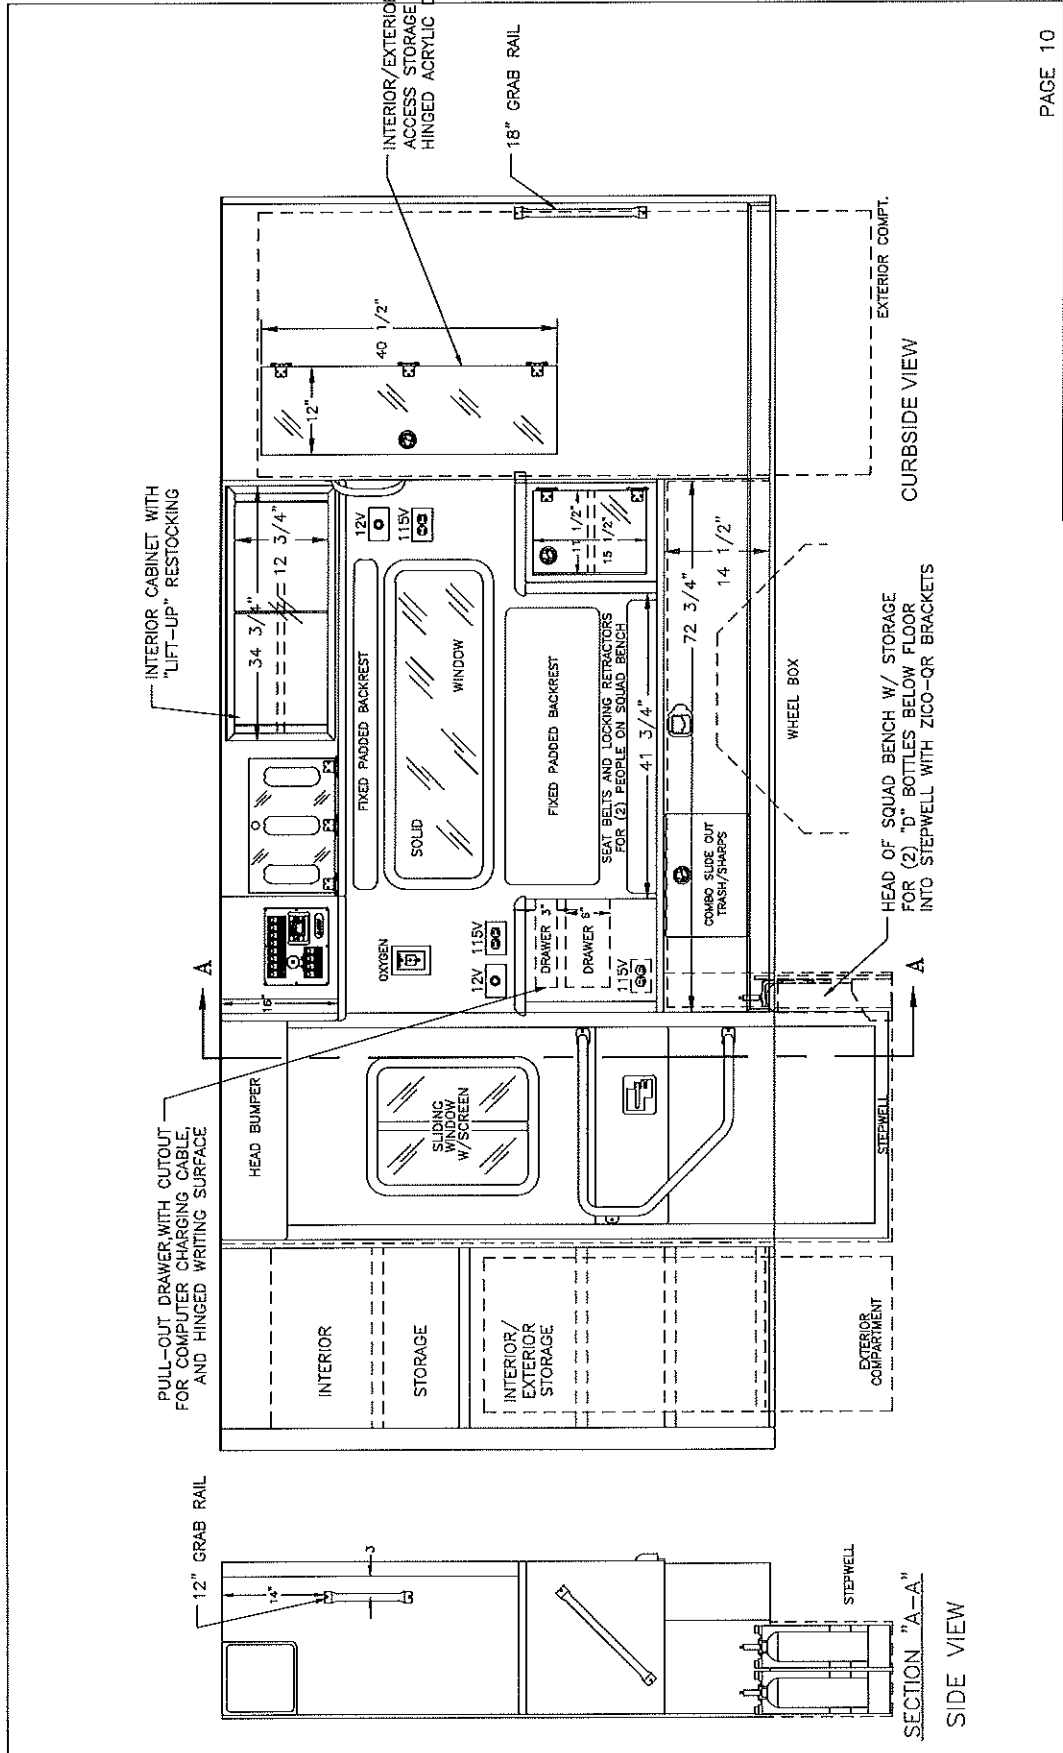 PAGE 10
INTERIOR/EXTERIOR
ACCESS STORAGE
HINGED ACRYLIC D
18" GRAB RAIL
INTERIOR CABINET WITH
"LIFT-UP" RESTOCKING
40 1/2"
12"
EXTERIOR COMPT.
CURBSIDE VIEW
34 3/4"
12 3/4"
12V
115V
FIXED PADDED BACKREST
SOLID
WINDOW
FIXED PADDED BACKREST
SEAT BELTS AND LOCKING RETRACTORS
FOR (2) PEOPLE ON SQUAD BENCH
11 1/2"
15 1/2"
41 3/4"
72 3/4"
14 1/2"
WHEEL BOX
COMBO SLIDE OUT
TRASH/SHARPS
HEAD OF SQUAD BENCH W/ STORAGE
FOR (2) "D" BOTTLES BELOW FLOOR
INTO STEPWELL WITH ZICO-QR BRACKETS
A
A
16"
OXYGEN
12V
115V
DRAWER 3"
DRAWER 6"
115V
PULL-OUT DRAWER,WITH CUTOUT
FOR COMPUTER CHARGING CABLE,
AND HINGED WRITING SURFACE
HEAD BUMPER
SLIDING
WINDOW
W/SCREEN
STEPWELL
INTERIOR
STORAGE
INTERIOR/
EXTERIOR
STORAGE
EXTERIOR
COMPARTMENT
12" GRAB RAIL
14"
3
STEPWELL
SECTION "A-A"
SIDE VIEW